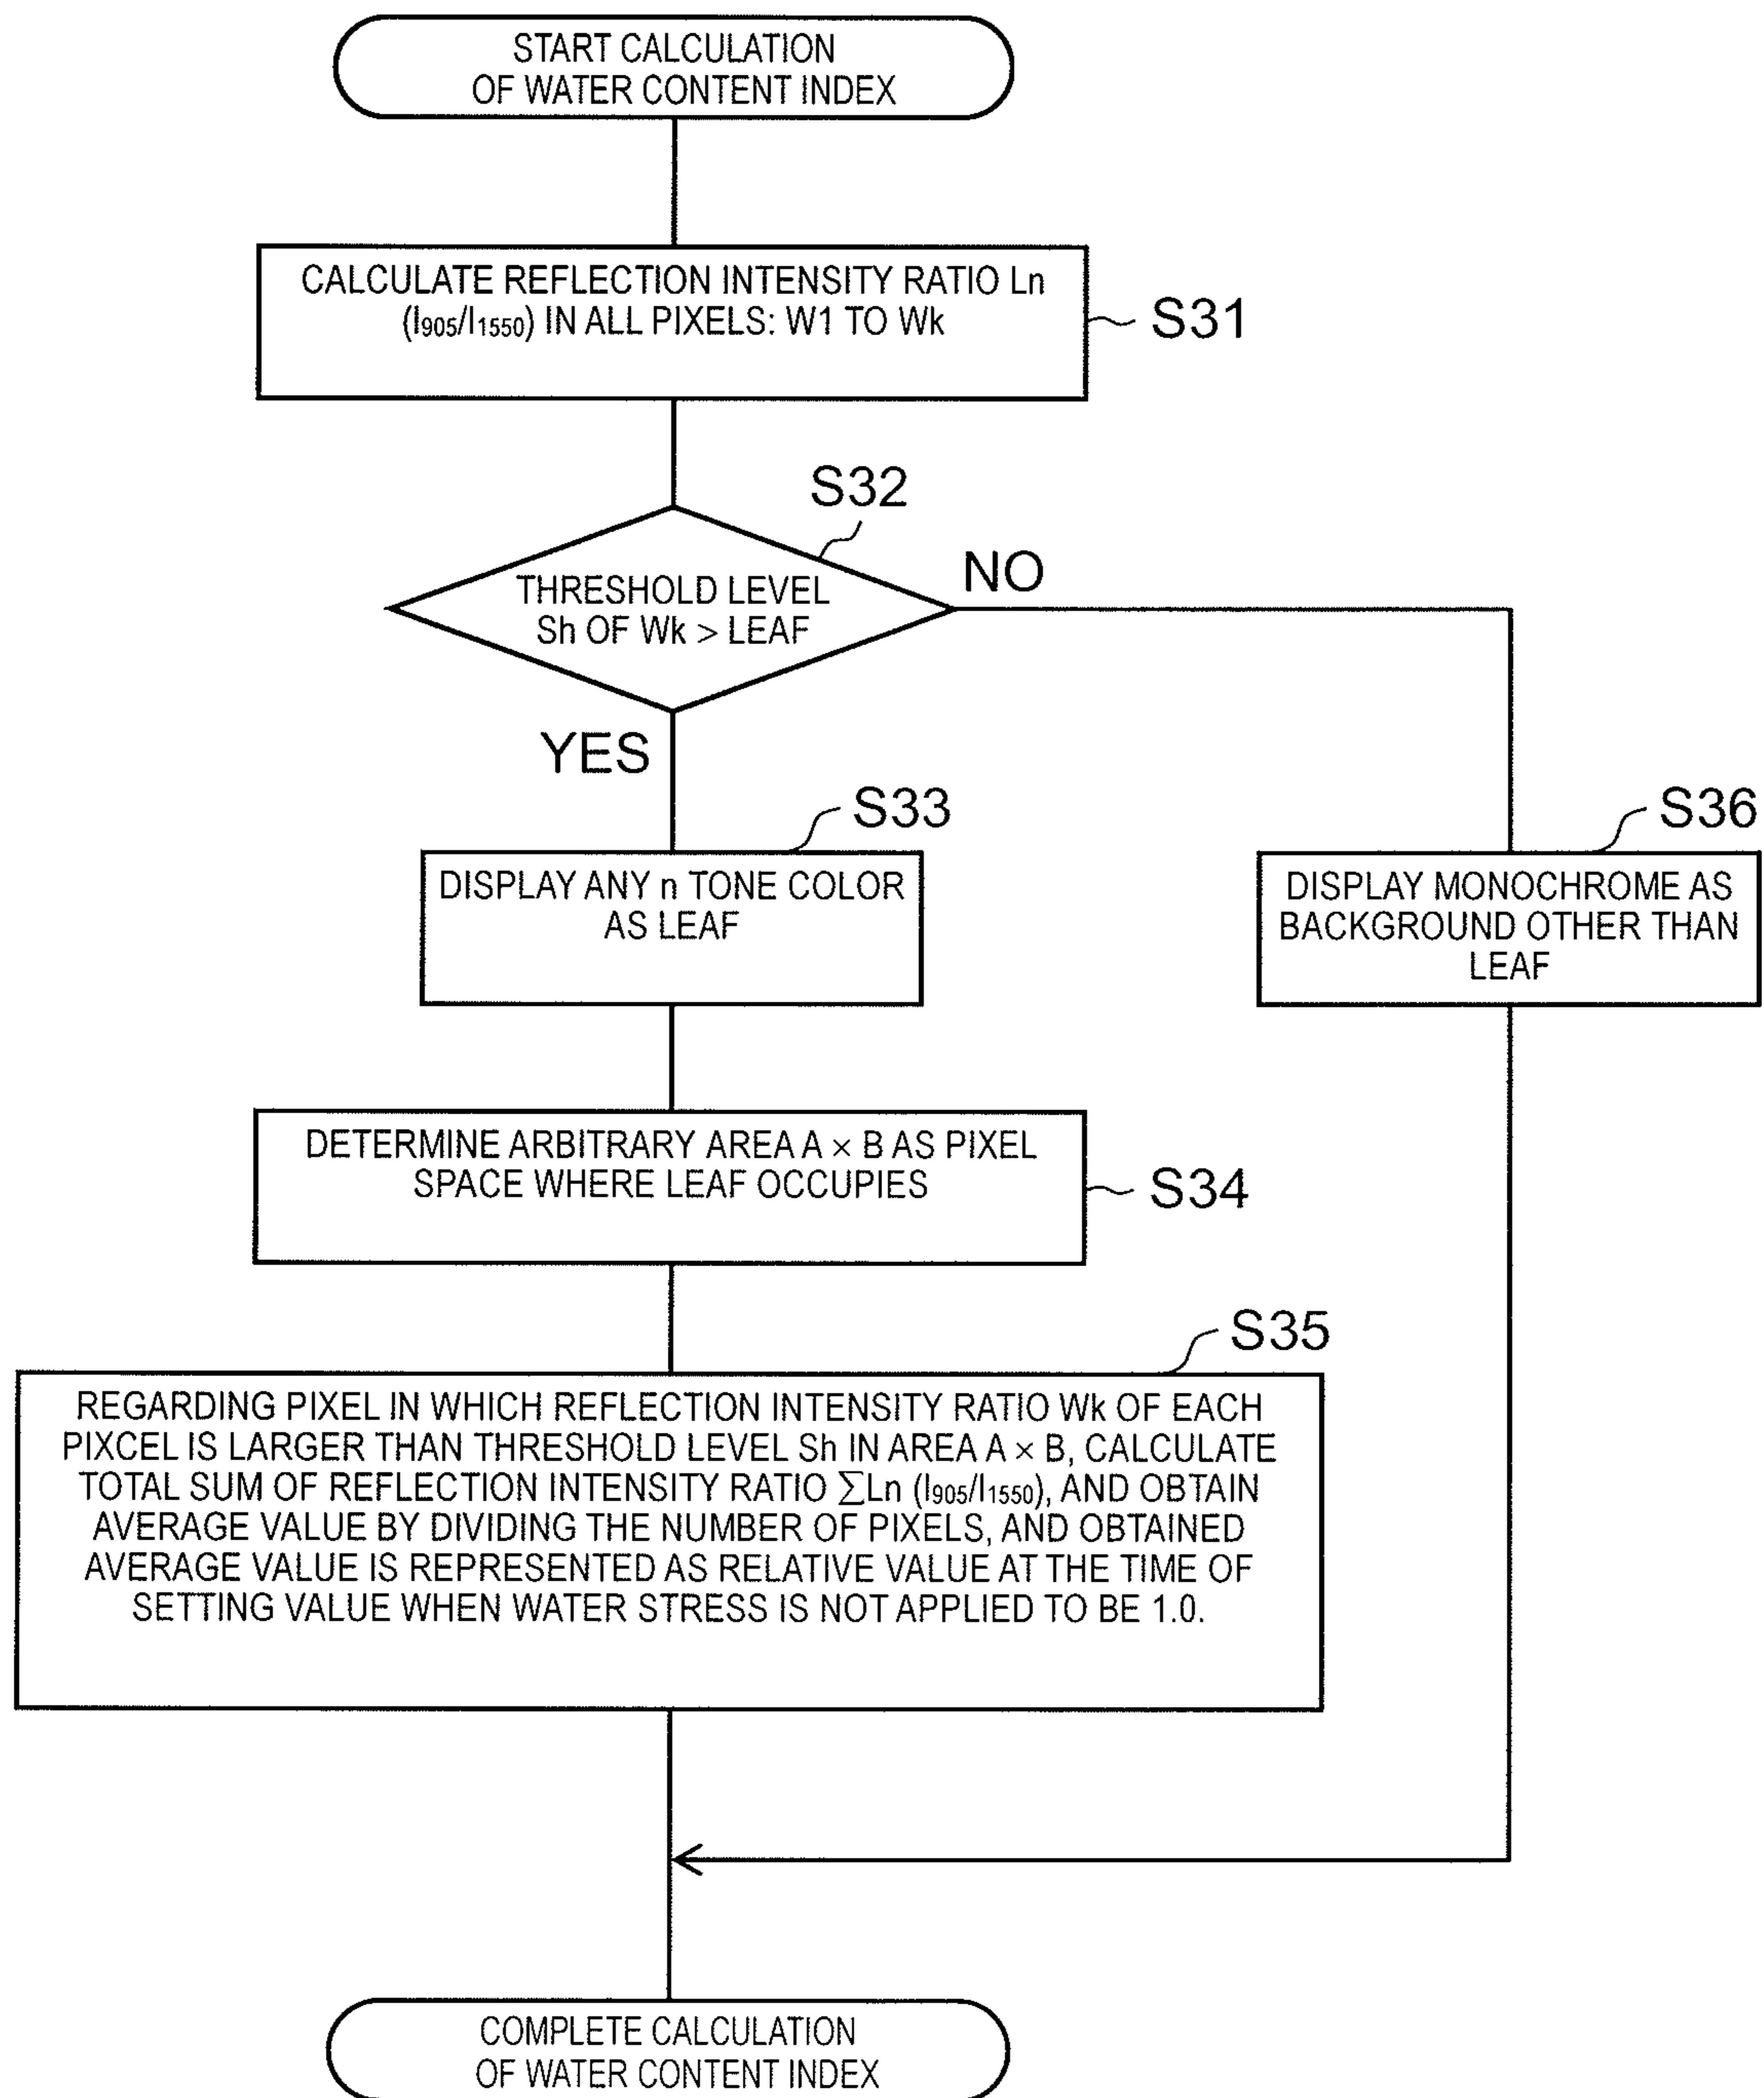 START CALCULATION
OF WATER CONTENT INDEX
CALCULATE REFLECTION INTENSITY RATIO Ln
(I905/I1550) IN ALL PIXELS: W1 TO Wk
S31
S32
THRESHOLD LEVEL
Sh OF Wk > LEAF
NO
YES
S33
DISPLAY ANY n TONE COLOR
AS LEAF
S36
DISPLAY MONOCHROME AS
BACKGROUND OTHER THAN
LEAF
DETERMINE ARBITRARY AREA A × B AS PIXEL
SPACE WHERE LEAF OCCUPIES
S34
S35
REGARDING PIXEL IN WHICH REFLECTION INTENSITY RATIO Wk OF EACH
PIXCEL IS LARGER THAN THRESHOLD LEVEL Sh IN AREA A × B, CALCULATE
TOTAL SUM OF REFLECTION INTENSITY RATIO ∑Ln (I905/I1550), AND OBTAIN
AVERAGE VALUE BY DIVIDING THE NUMBER OF PIXELS, AND OBTAINED
AVERAGE VALUE IS REPRESENTED AS RELATIVE VALUE AT THE TIME OF
SETTING VALUE WHEN WATER STRESS IS NOT APPLIED TO BE 1.0.
COMPLETE CALCULATION
OF WATER CONTENT INDEX